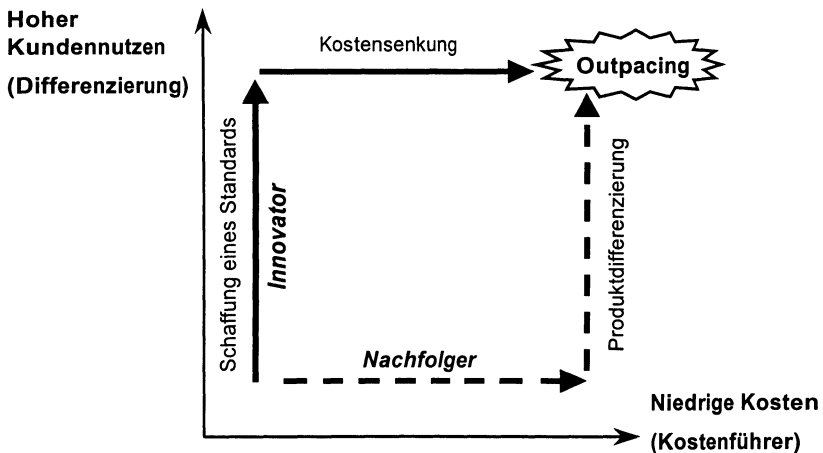 Hoher
Kundennutzen
(Differenzierung)
Kostensenkung
Outpacing
Schaffung eines Standards
Innovator
Produktdifferenzierung
Nachfolger
Niedrige Kosten
(Kostenführer)